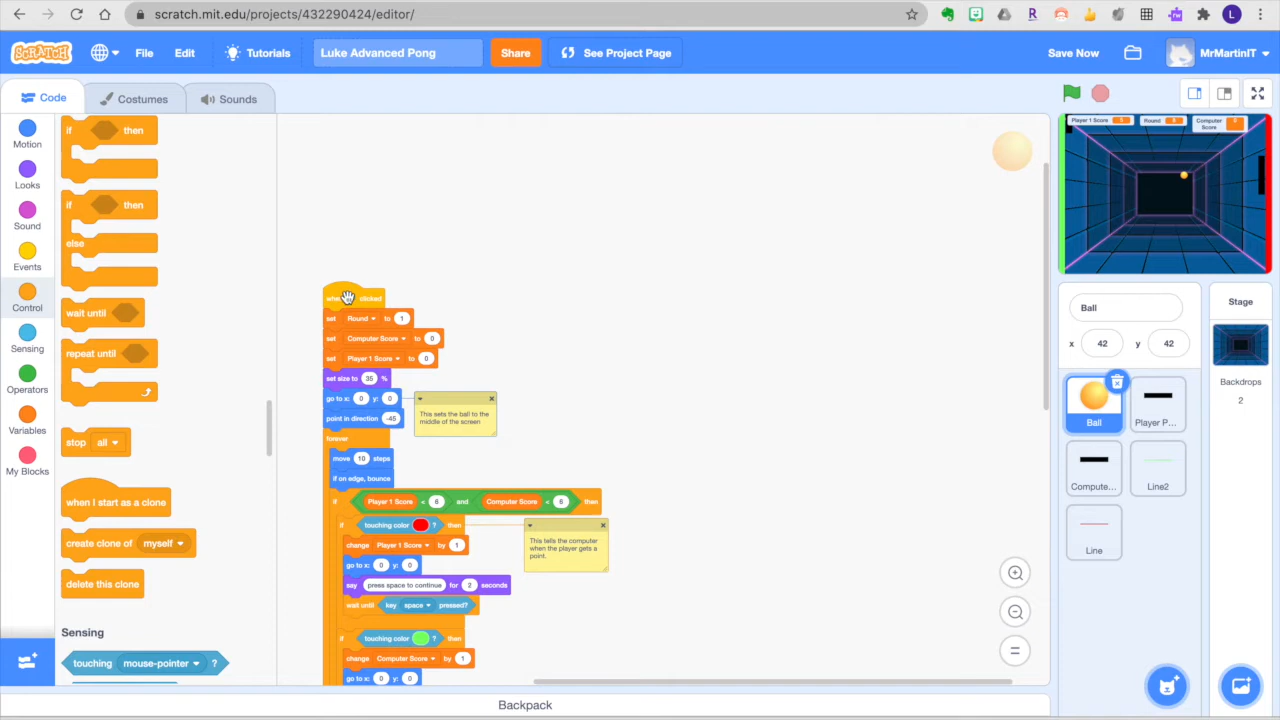 scratch.mit.edu/projects/432290424/editor/
SCRATCH
File
Edit
Tutorials
Luke Advanced Pong
Share
See Project Page
Save Now
MrMartinIT
Code
Costumes
Sounds
Motion
Looks
Sound
Events
Control
Sensing
Operators
Variables
My Blocks
if then
if then
else
wait until
repeat until
stop all
when I start as a clone
create clone of myself
delete this clone
Sensing
touching mouse-pointer ?
clicked
set Round to 1
set Computer Score to 0
set Player 1 Score to 0
set size to 35 %
go to x: 0 y: 0
point in direction -45
This sets the ball to the
middle of the screen
forever
move 10 steps
if on edge, bounce
if Player 1 Score < 6 and Computer Score < 6 then
if touching color ? then
change Player 1 Score by 1
go to x: 0 y: 0
say press space to continue for 2 seconds
wait until key space pressed?
This tells the computer
when the player gets a
point.
if touching color ? then
change Computer Score by 1
go to x: 0 y: 0
Backpack
Player 1 Score
Round
Computer
Score
Ball
x 42 y 42
Ball
Player P...
Compute...
Line2
Line
Stage
Backdrops
2
L